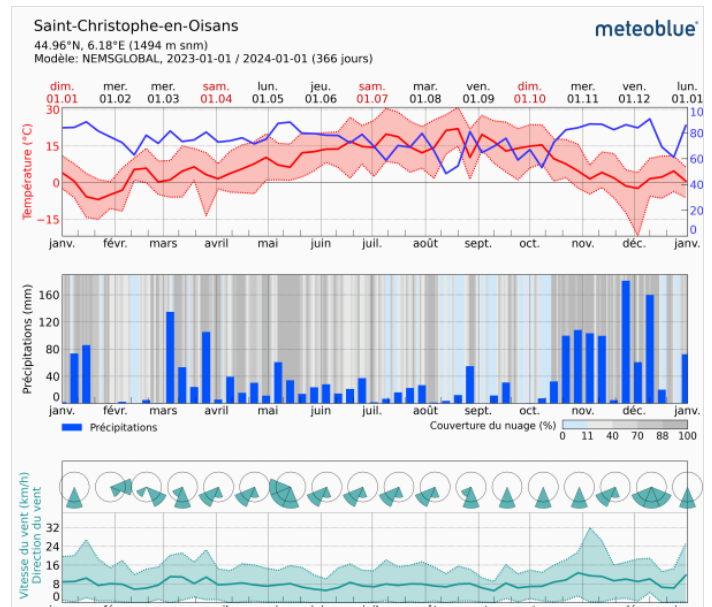 Saint-Christophe-en-Oisans
meteoblue
44.96°N, 6.18°E (1494 m snm)
Modèle: NEMSGLOBAL, 2023-01-01 / 2024-01-01 (366 jours)
dim. mer. mer. sam. lun. jeu. sam. mar. ven. dim. mer. ven. lun.
01.01 01.02 01.03 01.04 01.05 01.06 01.07 01.08 01.09 01.10 01.11 01.12 01.01
Température (°C)
30
15
0
−15
10
80
60
40
20
0
janv. févr. mars avril mai juin juil. août sept. oct. nov. déc. janv.
Précipitations (mm)
160
120
80
40
0
janv. févr. mars avril mai juin juil. août sept. oct. nov. déc. janv.
Précipitations
Couverture du nuage (%)
0 11 40 70 88 100
Vitesse du vent (km/h)
Direction du vent
32
24
16
8
0